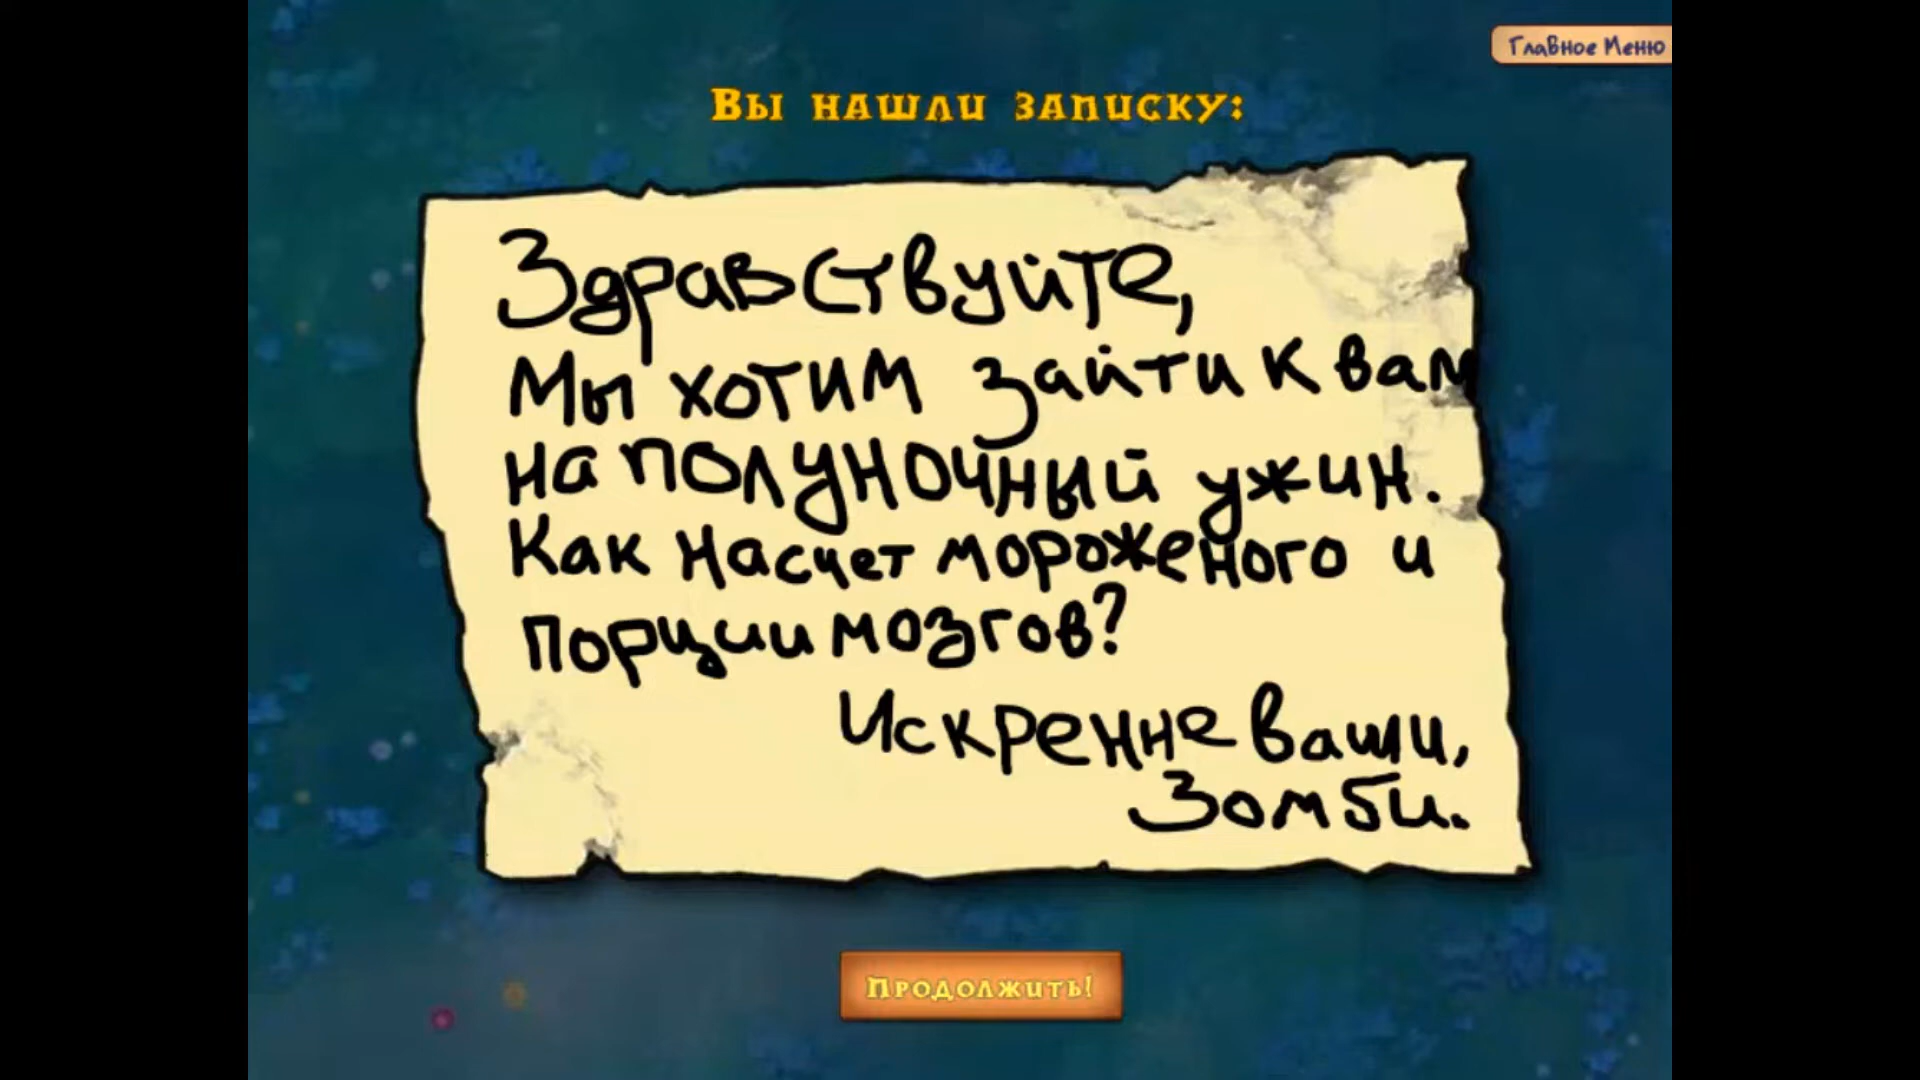 Главное Меню
Вы нашли записку:
Здравствуйте,
Мы хотим зайти к вам
на полуночный ужин.
Как насчет мороженого и
порции мозгов?
Искренне ваши,
Зомби.
Продолжить!